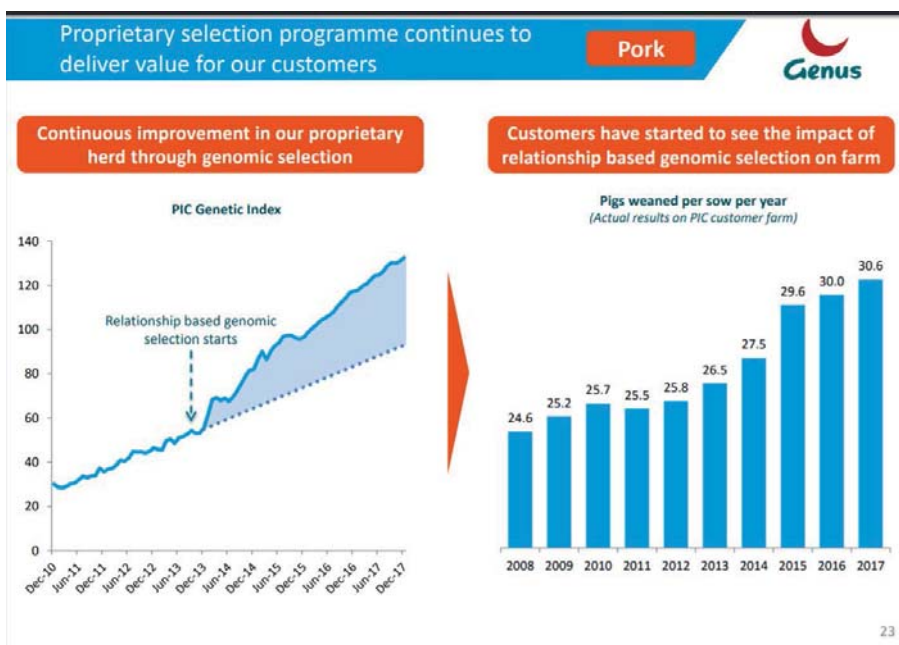 Proprietary selection programme continues to
deliver value for our customers
Pork
Genus
Continuous improvement in our proprietary
herd through genomic selection
Customers have started to see the impact of
relationship based genomic selection on farm
PIC Genetic Index
140
120
100
80
60
40
20
0
Relationship based genomic
selection starts
Dec-10
Jun-11
Dec-11
Jun-12
Dec-12
Jun-13
Dec-13
Jun-14
Dec-14
Jun-15
Dec-15
Jun-16
Dec-16
Jun-17
Dec-17
Pigs weaned per sow per year
(Actual results on PIC customer farm)
24.6
25.2
25.7
25.5
25.8
26.5
27.5
29.6
30.0
30.6
2008 2009 2010 2011 2012 2013 2014 2015 2016 2017
23